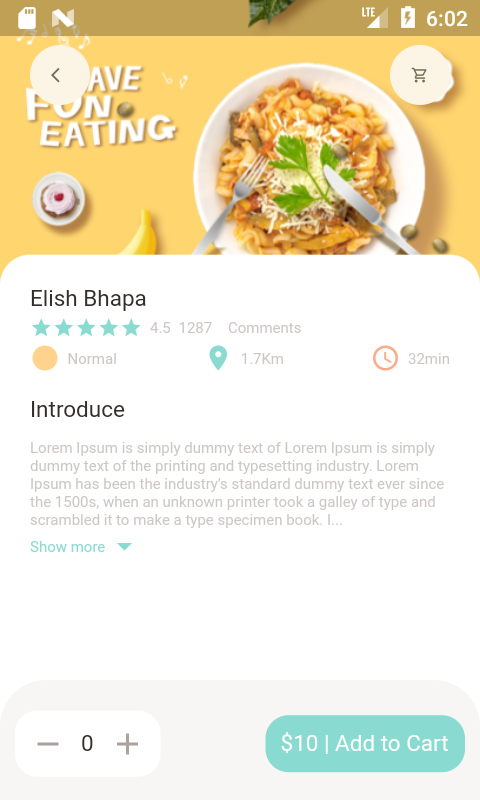 LTE 6:02
HAVE
FUN
EATING
Elish Bhapa
4.5 1287 Comments
Normal 1.7Km 32min
Introduce
Lorem Ipsum is simply dummy text of Lorem Ipsum is simply
dummy text of the printing and typesetting industry. Lorem
Ipsum has been the industry's standard dummy text ever since
the 1500s, when an unknown printer took a galley of type and
scrambled it to make a type specimen book. I...
Show more
0 $10 | Add to Cart